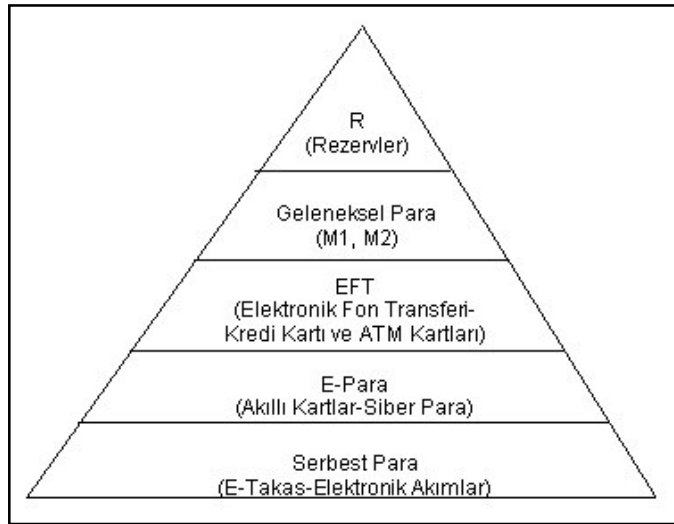 R
(Rezervler)
Geleneksel Para
(M1, M2)
EFT
(Elektronik Fon Transferi-
Kredi Kartı ve ATM Kartları)
E-Para
(Akıllı Kartlar-Siber Para)
Serbest Para
(E-Takas-Elektronik Akımlar)